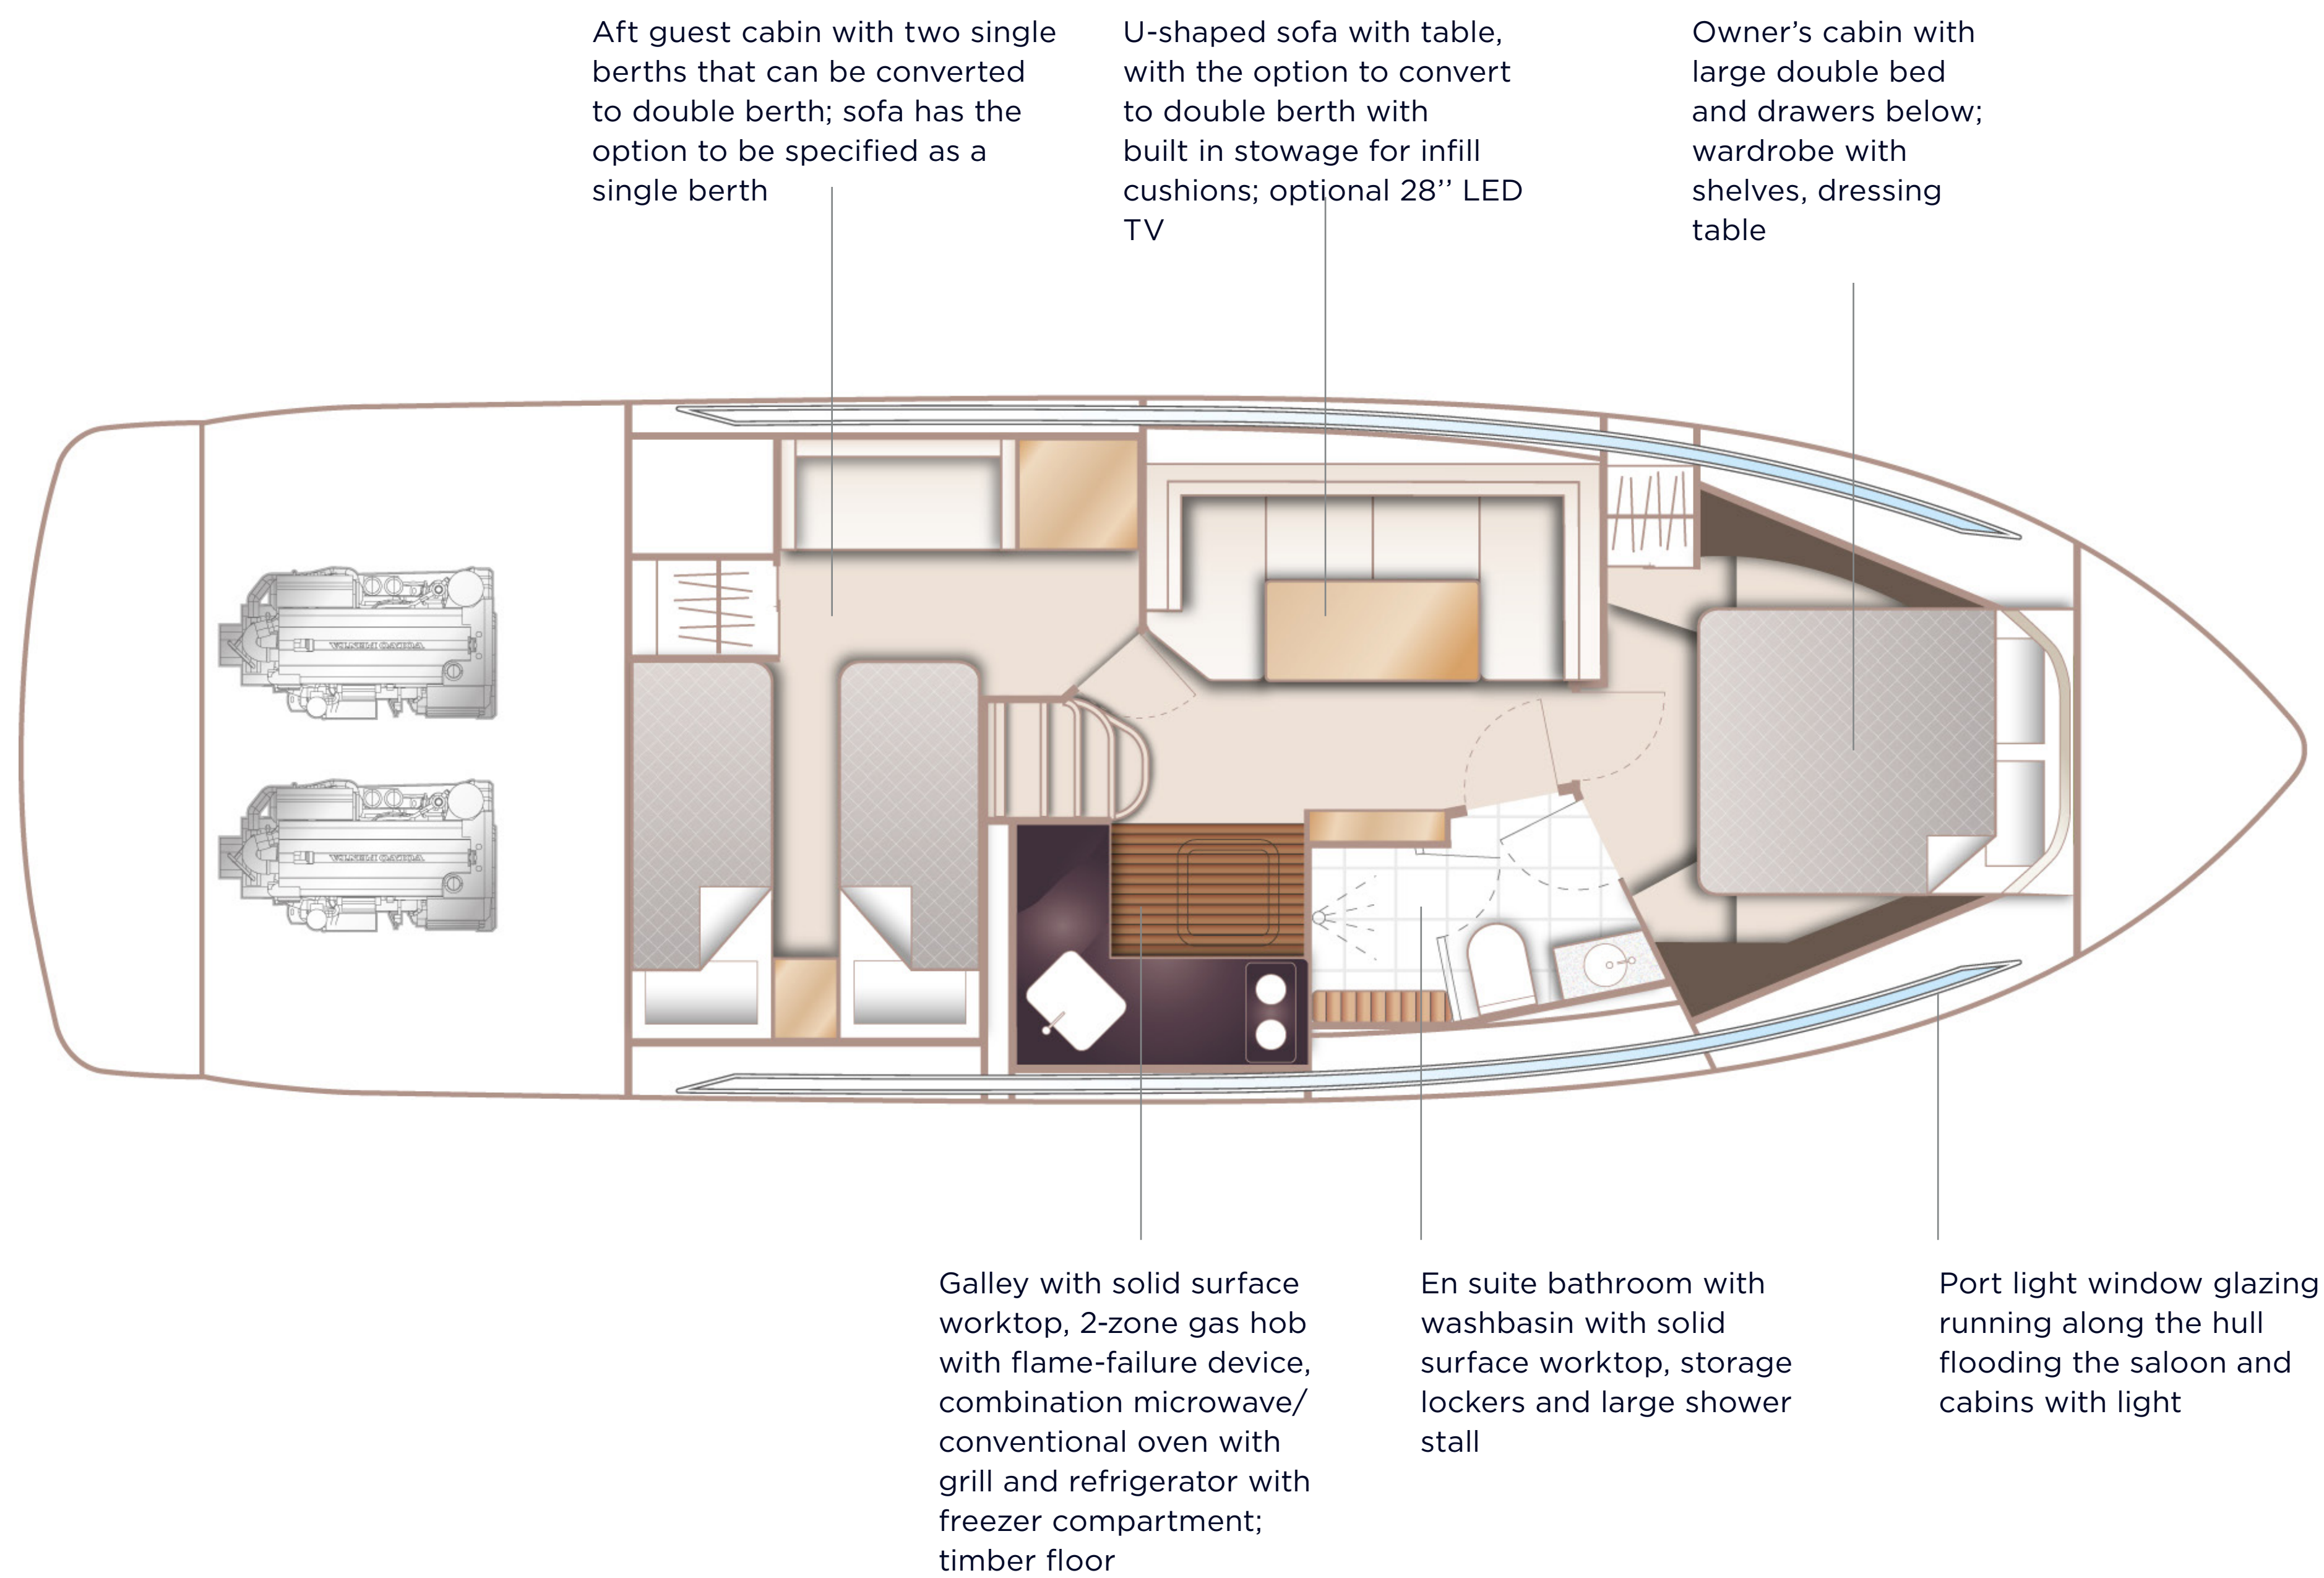 Aft guest cabin with two single
berths that can be converted
to double berth; sofa has the
option to be specified as a
single berth
U-shaped sofa with table,
with the option to convert
to double berth with
built in stowage for infill
cushions; optional 28’’ LED
TV
Owner’s cabin with
large double bed
and drawers below;
wardrobe with
shelves, dressing
table
VOLVO PENTA
VOLVO PENTA
Galley with solid surface
worktop, 2-zone gas hob
with flame-failure device,
combination microwave/
conventional oven with
grill and refrigerator with
freezer compartment;
timber floor
En suite bathroom with
washbasin with solid
surface worktop, storage
lockers and large shower
stall
Port light window glazing
running along the hull
flooding the saloon and
cabins with light